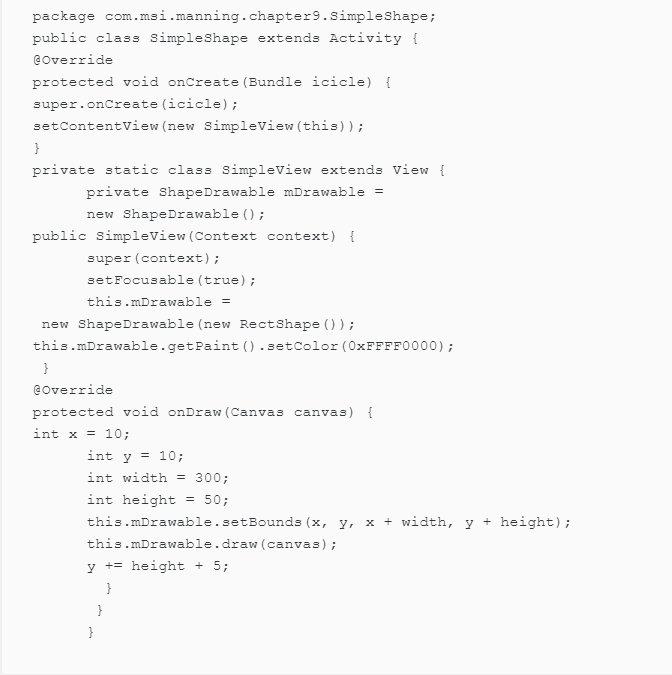 package com.msi.manning.chapter9.SimpleShape;
public class SimpleShape extends Activity {
@Override
protected void onCreate(Bundle icicle) {
super.onCreate(icicle);
setContentView(new SimpleView(this));
}
private static class SimpleView extends View {
private ShapeDrawable mDrawable =
new ShapeDrawable();
public SimpleView(Context context) {
super(context);
setFocusable(true);
this.mDrawable =
new ShapeDrawable(new RectShape());
this.mDrawable.getPaint().setColor(0xFFFF0000);
}
@Override
protected void onDraw(Canvas canvas) {
int x = 10;
int y = 10;
int width = 300;
int height = 50;
this.mDrawable.setBounds(x, y, x + width, y + height);
this.mDrawable.draw(canvas);
y += height + 5;
}
}
}